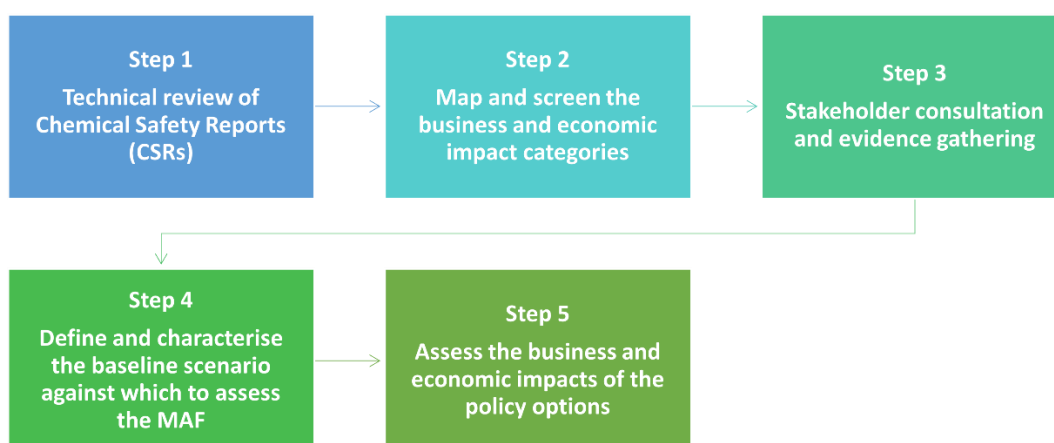 Step 1
Technical review of
Chemical Safety Reports
(CSRs)
Step 2
Map and screen the
business and economic
impact categories
Step 3
Stakeholder consultation
and evidence gathering
Step 4
Define and characterise
the baseline scenario
against which to assess
the MAF
Step 5
Assess the business and
economic impacts of the
policy options